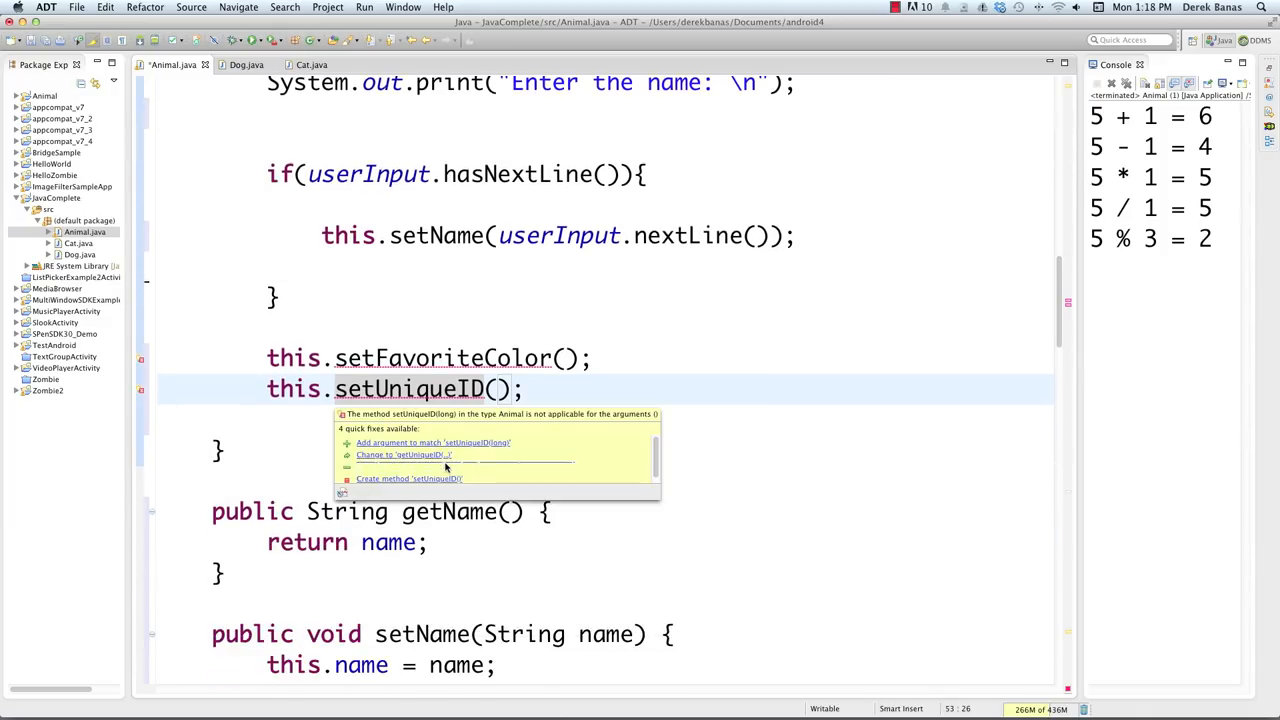 ADT File Edit Refactor Source Navigate Search Project Run Window Help
10 Mon 1:18 PM Derek Banas
Java - JavaComplete/src/Animal.java - ADT - /Users/derekbanas/Documents/android4
Quick Access Java DDMS
Package Exp
*Animal.java Dog.java Cat.java
Console
<terminated> Animal (1) [Java Application] /S
Animal
appcompat_v7
appcompat_v7_2
appcompat_v7_3
appcompat_v7_4
BridgeSample
HelloWorld
HelloZombie
ImageFilterSampleApp
JavaComplete
src
(default package)
Animal.java
Cat.java
Dog.java
JRE System Library [Ja
ListPickerExample2Activi
MediaBrowser
MultiWindowSDKExample
MusicPlayerActivity
SlookActivity
SPenSDK30_Demo
TestAndroid
TextGroupActivity
VideoPlayerActivity
Zombie
Zombie2
System.out.print("Enter the name: \n");
if(userInput.hasNextLine()){
this.setName(userInput.nextLine());
}
this.setFavoriteColor();
this.setUniqueID();
The method setUniqueID(long) in the type Animal is not applicable for the arguments ()
4 quick fixes available:
Add argument to match 'setUniqueID(long)'
Change to 'getUniqueID(..)'
Create method 'setUniqueID()'
}
public String getName() {
return name;
}
public void setName(String name) {
this.name = name;
5 + 1 = 6
5 - 1 = 4
5 * 1 = 5
5 / 1 = 5
5 % 3 = 2
Writable Smart Insert 53 : 26 266M of 436M